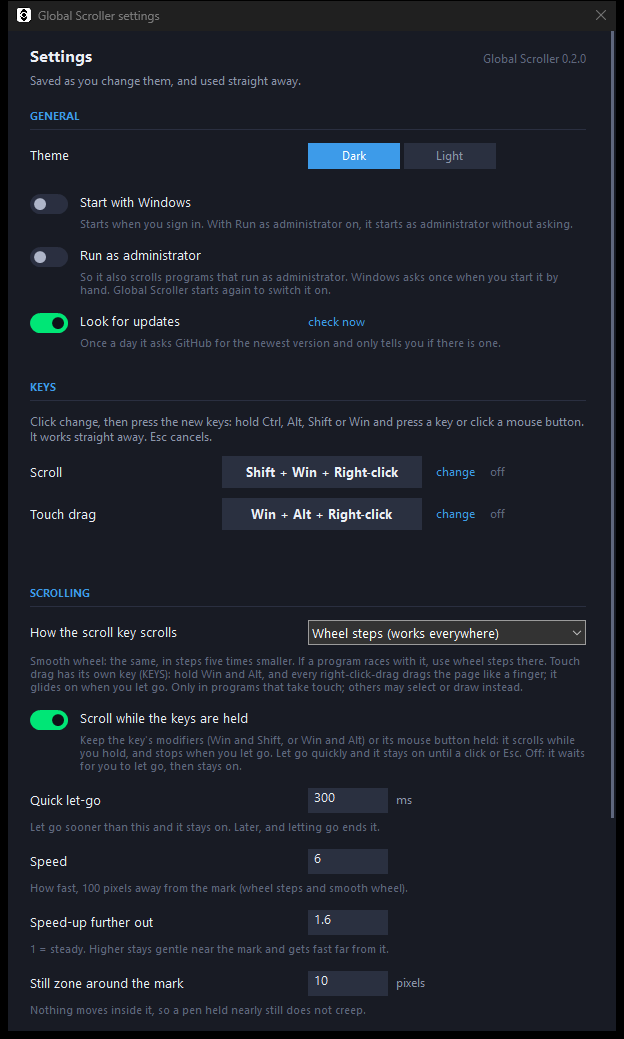 Global Scroller settings
Settings
Global Scroller 0.2.0
Saved as you change them, and used straight away.
GENERAL
Theme
Dark
Light
Start with Windows
Starts when you sign in. With Run as administrator on, it starts as administrator without asking.
Run as administrator
So it also scrolls programs that run as administrator. Windows asks once when you start it by
hand. Global Scroller starts again to switch it on.
Look for updates
check now
Once a day it asks GitHub for the newest version and only tells you if there is one.
KEYS
Click change, then press the new keys: hold Ctrl, Alt, Shift or Win and press a key or click a mouse button.
It works straight away. Esc cancels.
Scroll
Shift + Win + Right-click
change
off
Touch drag
Win + Alt + Right-click
change
off
SCROLLING
How the scroll key scrolls
Wheel steps (works everywhere)
Smooth wheel: the same, in steps five times smaller. If a program races with it, use wheel steps there. Touch
drag has its own key (KEYS): hold Win and Alt, and every right-click-drag drags the page like a finger; it
glides on when you let go. Only in programs that take touch; others may select or draw instead.
Scroll while the keys are held
Keep the key's modifiers (Win and Shift, or Win and Alt) or its mouse button held: it scrolls while
you hold, and stops when you let go. Let go quickly and it stays on until a click or Esc. Off: it waits
for you to let go, then stays on.
Quick let-go
300
ms
Let go sooner than this and it stays on. Later, and letting go ends it.
Speed
6
How fast, 100 pixels away from the mark (wheel steps and smooth wheel).
Speed-up further out
1.6
1 = steady. Higher stays gentle near the mark and gets fast far from it.
Still zone around the mark
10
pixels
Nothing moves inside it, so a pen held nearly still does not creep.